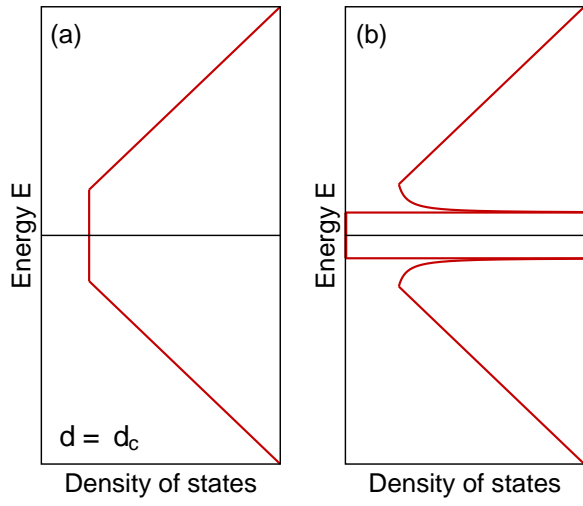 (a)
Energy E
d = d_c
Density of states
(b)
Energy E
Density of states